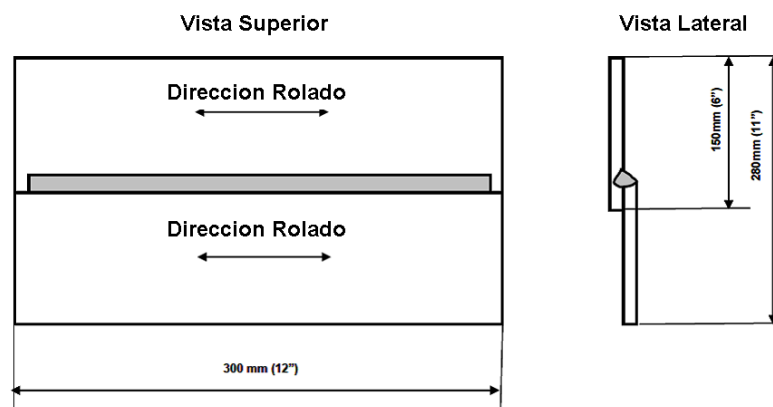 Vista Superior
Vista Lateral
Direccion Rolado
Direccion Rolado
150mm (6”)
280mm (11”)
300 mm (12”)